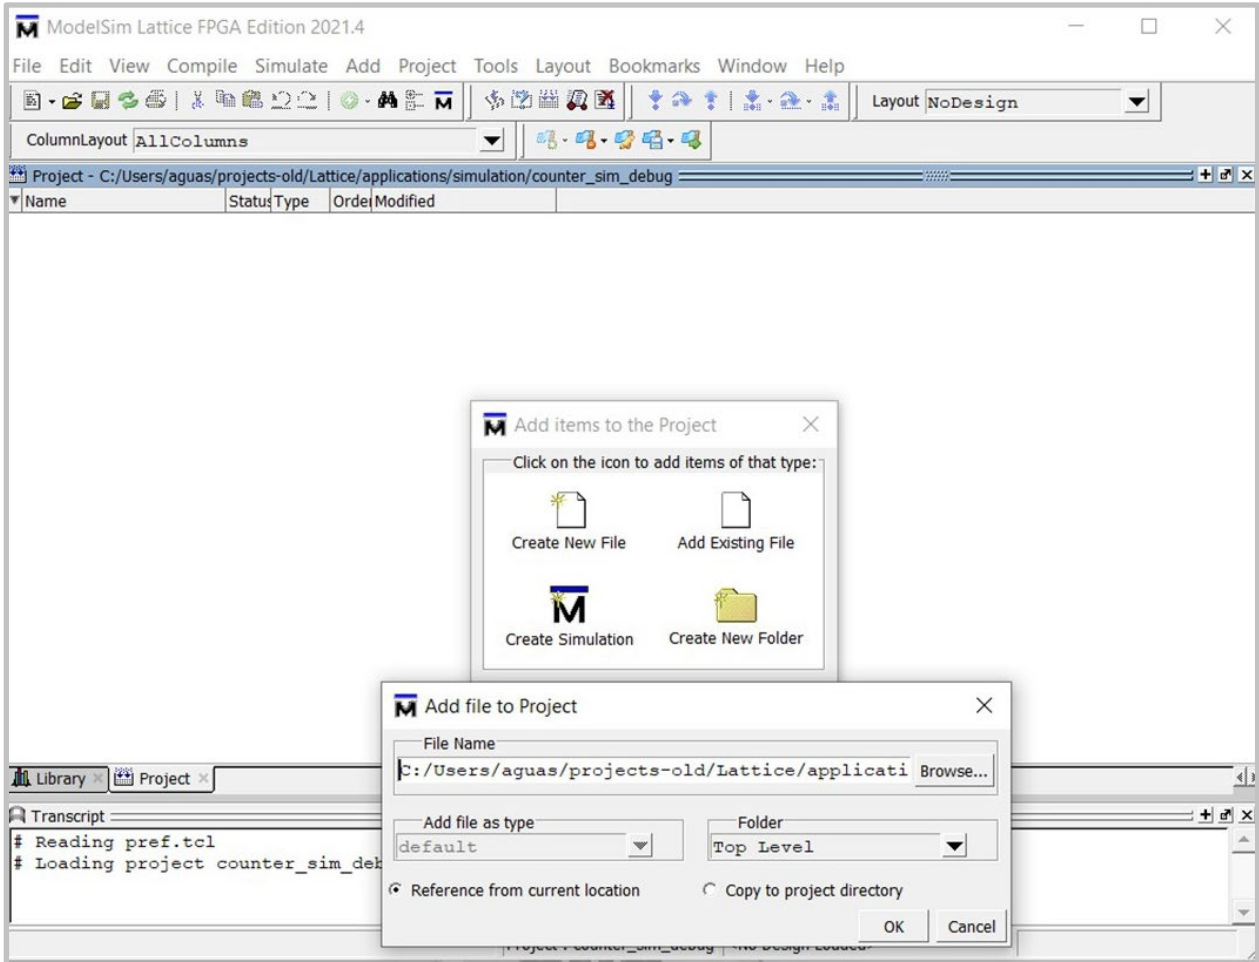 ModelSim Lattice FPGA Edition 2021.4
File Edit View Compile Simulate Add Project Tools Layout Bookmarks Window Help
Layout NoDesign
ColumnLayout AllColumns
Project - C:/Users/aguas/projects-old/Lattice/applications/simulation/counter_sim_debug
Name Status Type Order Modified
Add items to the Project
Click on the icon to add items of that type:
Create New File Add Existing File
Create Simulation Create New Folder
Add file to Project
File Name
C:/Users/aguas/projects-old/Lattice/applicati Browse...
Add file as type Folder
default Top Level
Reference from current location Copy to project directory
OK Cancel
Library Project
Transcript
# Reading pref.tcl
# Loading project counter_sim_deb
Project : counter_sim_debug <No Design Loaded>